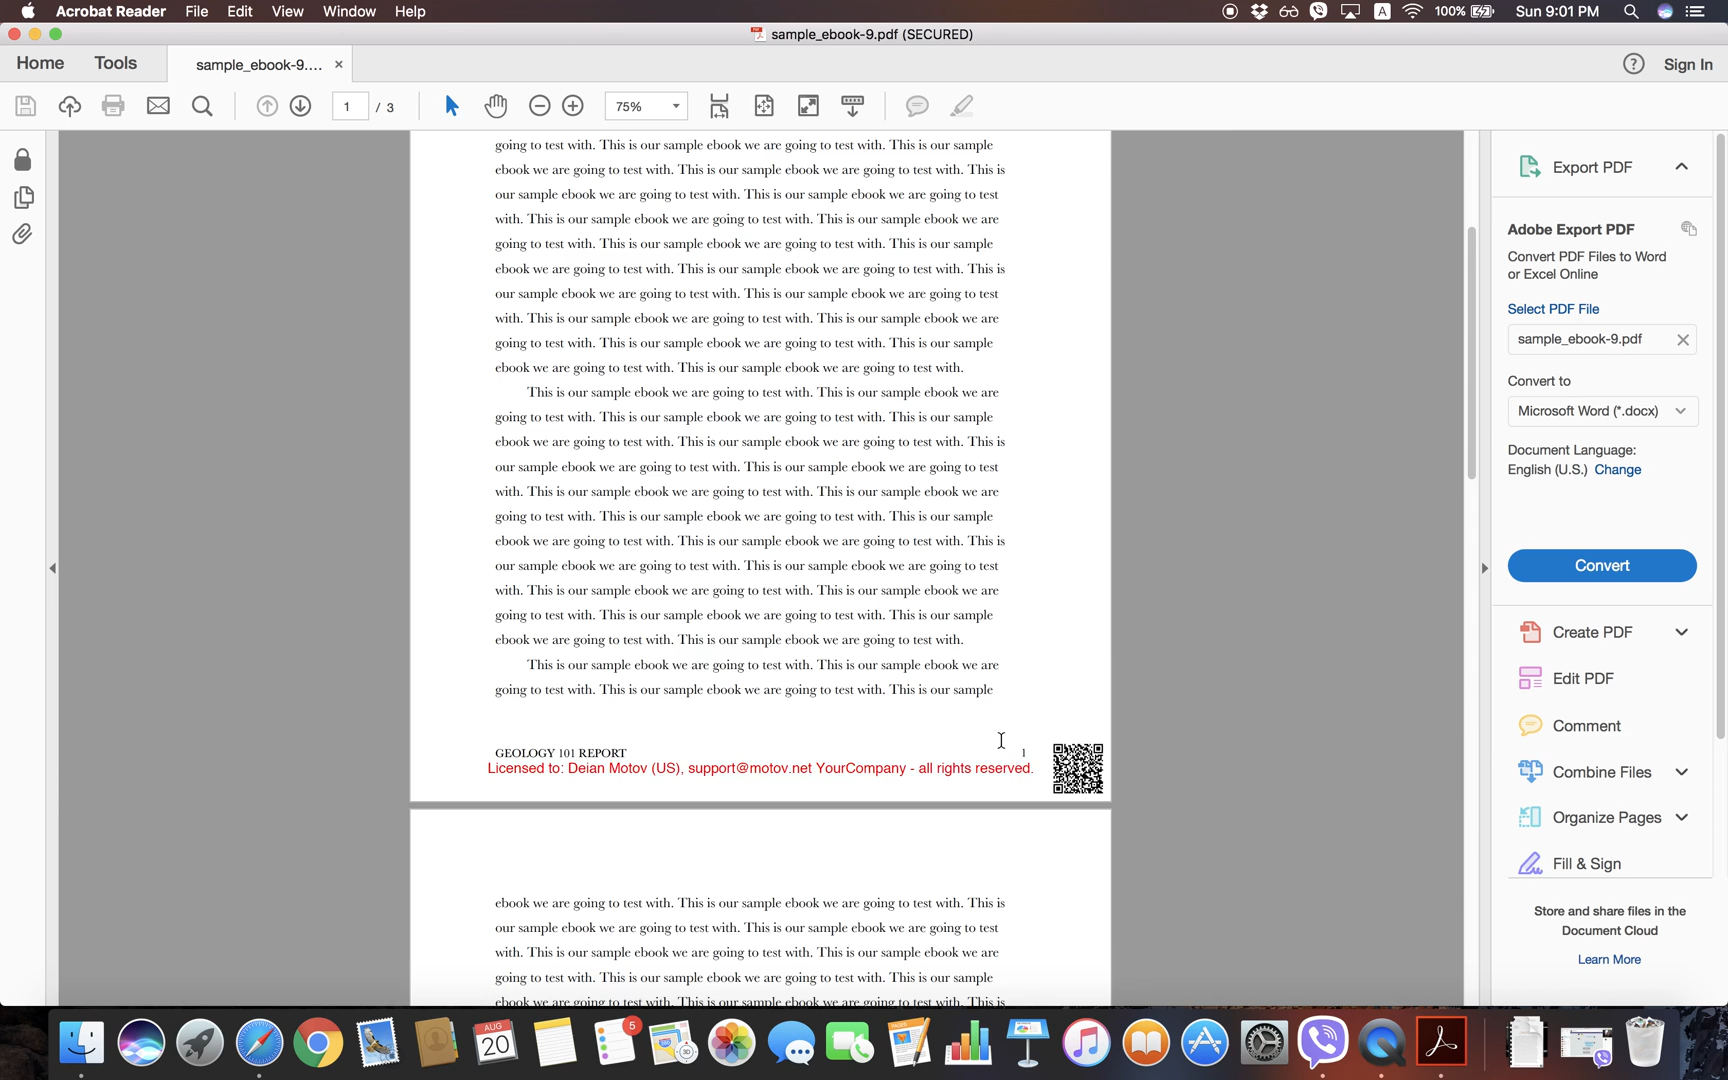 Acrobat Reader File Edit View Window Help A 100% Sun 9:01 PM
sample_ebook-9.pdf (SECURED)
Home Tools sample_ebook-9.... × ? Sign In
1 / 3 75%
going to test with. This is our sample ebook we are going to test with. This is our sample
ebook we are going to test with. This is our sample ebook we are going to test with. This is
our sample ebook we are going to test with. This is our sample ebook we are going to test
with. This is our sample ebook we are going to test with. This is our sample ebook we are
going to test with. This is our sample ebook we are going to test with. This is our sample
ebook we are going to test with. This is our sample ebook we are going to test with. This is
our sample ebook we are going to test with. This is our sample ebook we are going to test
with. This is our sample ebook we are going to test with. This is our sample ebook we are
going to test with. This is our sample ebook we are going to test with. This is our sample
ebook we are going to test with. This is our sample ebook we are going to test with.
This is our sample ebook we are going to test with. This is our sample ebook we are
going to test with. This is our sample ebook we are going to test with. This is our sample
ebook we are going to test with. This is our sample ebook we are going to test with. This is
our sample ebook we are going to test with. This is our sample ebook we are going to test
with. This is our sample ebook we are going to test with. This is our sample ebook we are
going to test with. This is our sample ebook we are going to test with. This is our sample
ebook we are going to test with. This is our sample ebook we are going to test with. This is
our sample ebook we are going to test with. This is our sample ebook we are going to test
with. This is our sample ebook we are going to test with. This is our sample ebook we are
going to test with. This is our sample ebook we are going to test with. This is our sample
ebook we are going to test with. This is our sample ebook we are going to test with.
This is our sample ebook we are going to test with. This is our sample ebook we are
going to test with. This is our sample ebook we are going to test with. This is our sample
GEOLOGY 101 REPORT 1
Licensed to: Deian Motov (US), support@motov.net YourCompany - all rights reserved.
ebook we are going to test with. This is our sample ebook we are going to test with. This is
our sample ebook we are going to test with. This is our sample ebook we are going to test
with. This is our sample ebook we are going to test with. This is our sample ebook we are
going to test with. This is our sample ebook we are going to test with. This is our sample
ebook we are going to test with. This is our sample ebook we are going to test with. This is
Export PDF
Adobe Export PDF
Convert PDF Files to Word
or Excel Online
Select PDF File
sample_ebook-9.pdf
Convert to
Microsoft Word (*.docx)
Document Language:
English (U.S.) Change
Convert
Create PDF
Edit PDF
Comment
Combine Files
Organize Pages
Fill & Sign
Store and share files in the
Document Cloud
Learn More
AUG
20
5
3D